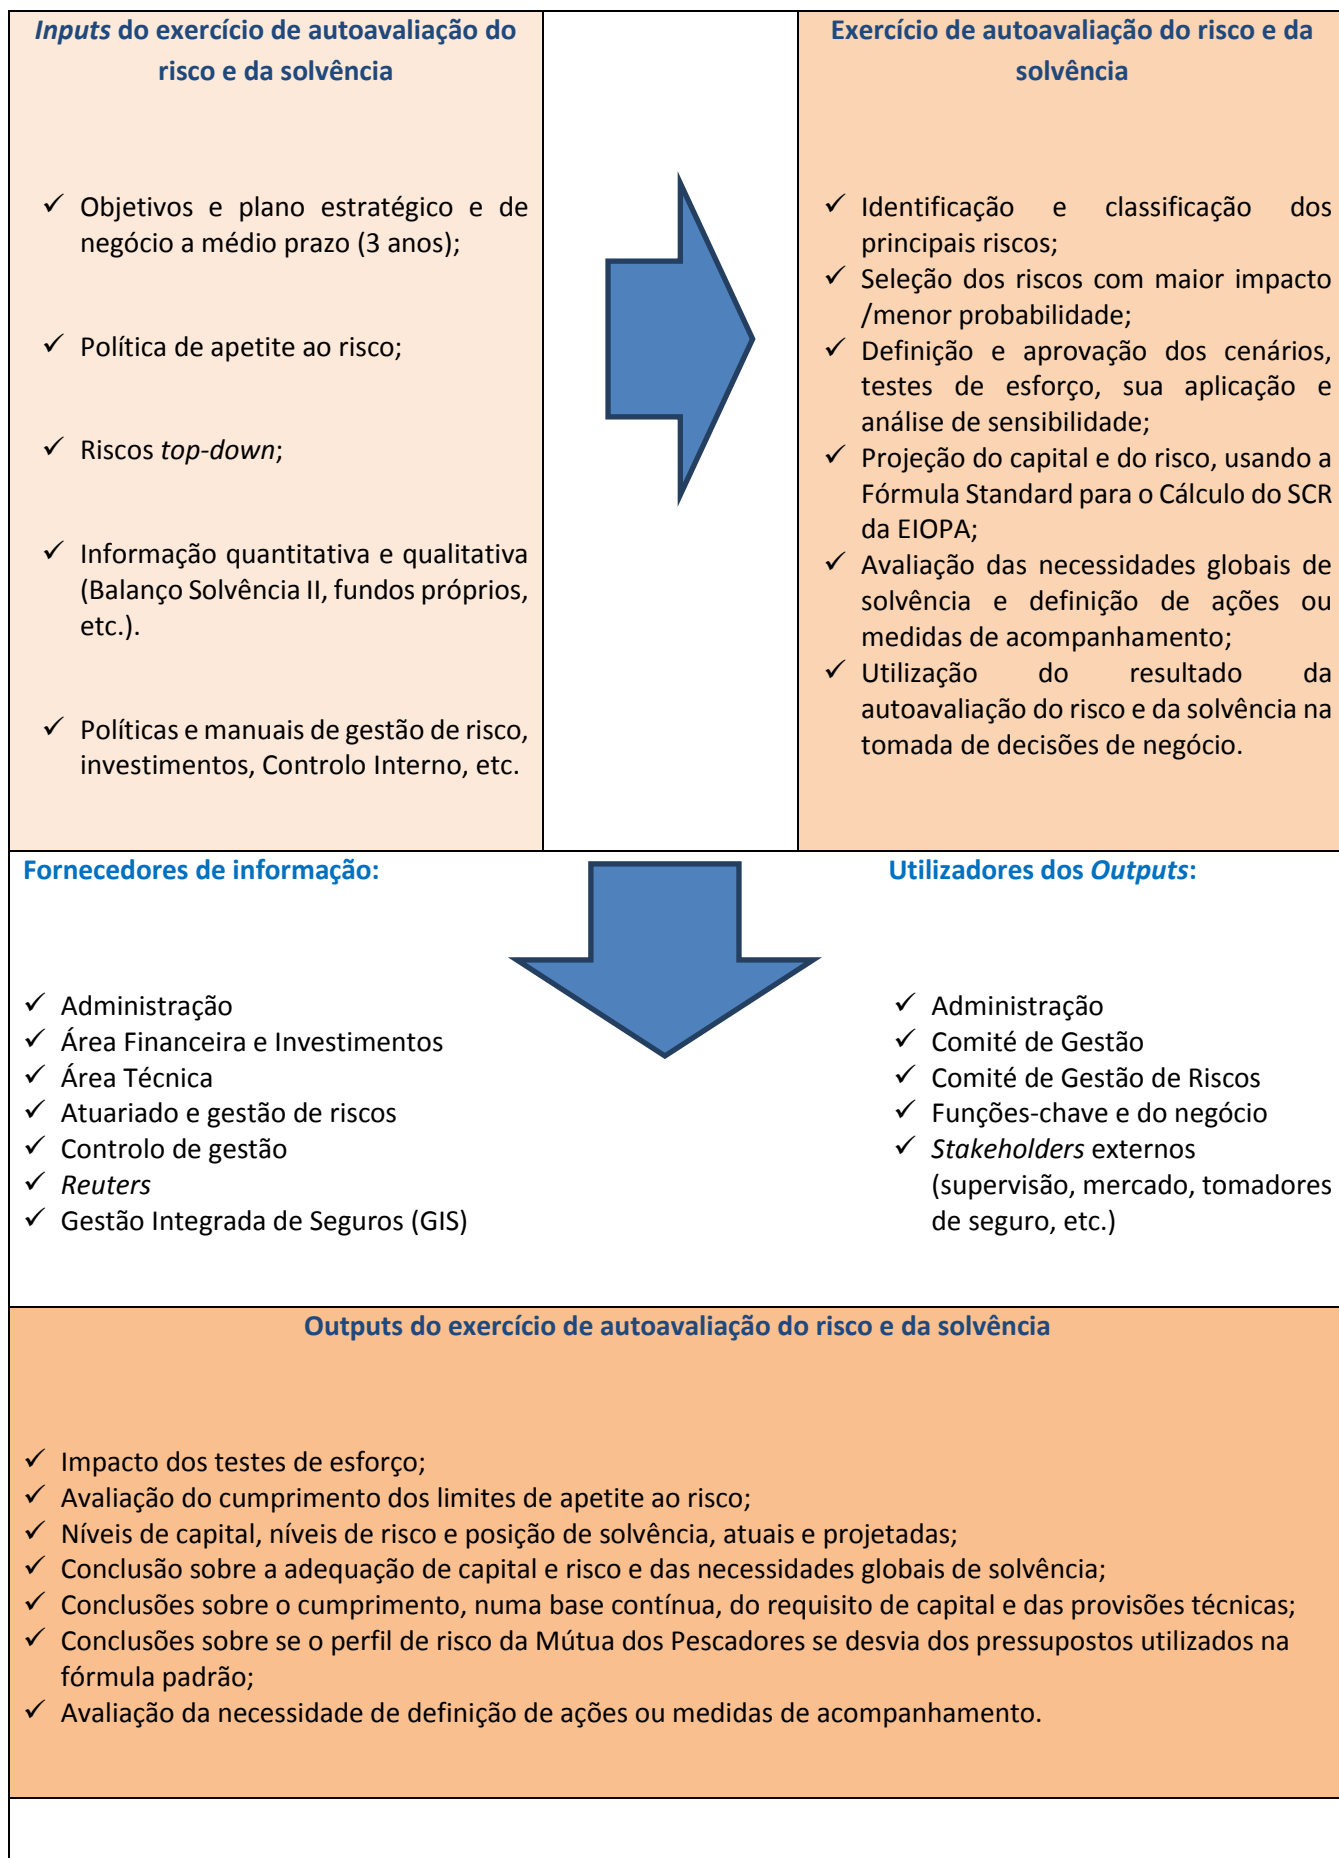 Inputs do exercício de autoavaliação do
risco e da solvência
Objetivos e plano estratégico e de
negócio a médio prazo (3 anos);
Política de apetite ao risco;
Riscos top-down;
Informação quantitativa e qualitativa
(Balanço Solvência II, fundos próprios,
etc.).
Políticas e manuais de gestão de risco,
investimentos, Controlo Interno, etc.
Exercício de autoavaliação do risco e da
solvência
Identificação e classificação dos
principais riscos;
Seleção dos riscos com maior impacto
/menor probabilidade;
Definição e aprovação dos cenários,
testes de esforço, sua aplicação e
análise de sensibilidade;
Projeção do capital e do risco, usando a
Fórmula Standard para o Cálculo do SCR
da EIOPA;
Avaliação das necessidades globais de
solvência e definição de ações ou
medidas de acompanhamento;
Utilização do resultado da
autoavaliação do risco e da solvência na
tomada de decisões de negócio.
Fornecedores de informação:
Administração
Área Financeira e Investimentos
Área Técnica
Atuariado e gestão de riscos
Controlo de gestão
Reuters
Gestão Integrada de Seguros (GIS)
Utilizadores dos Outputs:
Administração
Comité de Gestão
Comité de Gestão de Riscos
Funções-chave e do negócio
Stakeholders externos
(supervisão, mercado, tomadores
de seguro, etc.)
Outputs do exercício de autoavaliação do risco e da solvência
Impacto dos testes de esforço;
Avaliação do cumprimento dos limites de apetite ao risco;
Níveis de capital, níveis de risco e posição de solvência, atuais e projetadas;
Conclusão sobre a adequação de capital e risco e das necessidades globais de solvência;
Conclusões sobre o cumprimento, numa base contínua, do requisito de capital e das provisões técnicas;
Conclusões sobre se o perfil de risco da Mútua dos Pescadores se desvia dos pressupostos utilizados na
fórmula padrão;
Avaliação da necessidade de definição de ações ou medidas de acompanhamento.